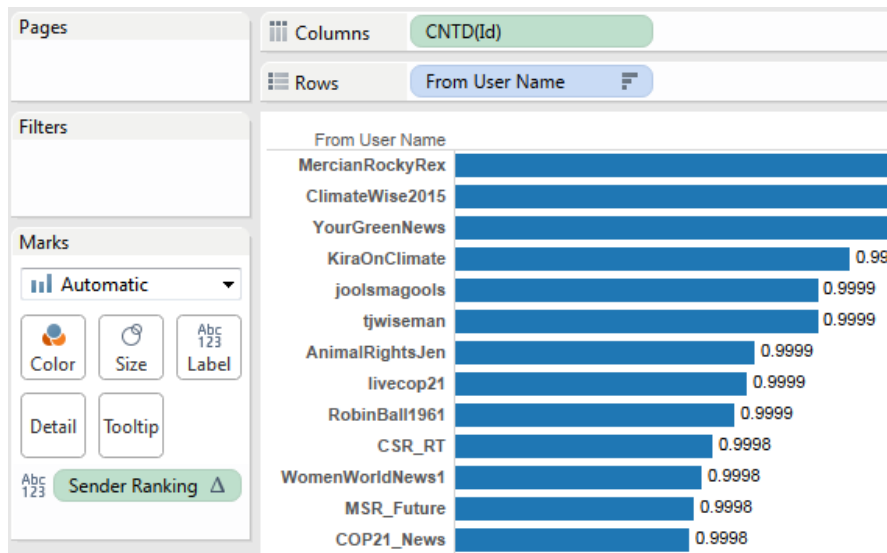 Pages
Columns
CNTD(Id)
Rows
From User Name
Filters
From User Name
MercianRockyRex
ClimateWise2015
YourGreenNews
Marks
KiraOnClimate
0.99
Automatic
joolsmagools
0.9999
tjwiseman
0.9999
Abc
123
Color
Size
Label
AnimalRightsJen
0.9999
livecop21
0.9999
Detail
Tooltip
RobinBall1961
0.9999
CSR_RT
0.9998
Abc
123
Sender Ranking Δ
WomenWorldNews1
0.9998
MSR_Future
0.9998
COP21_News
0.9998